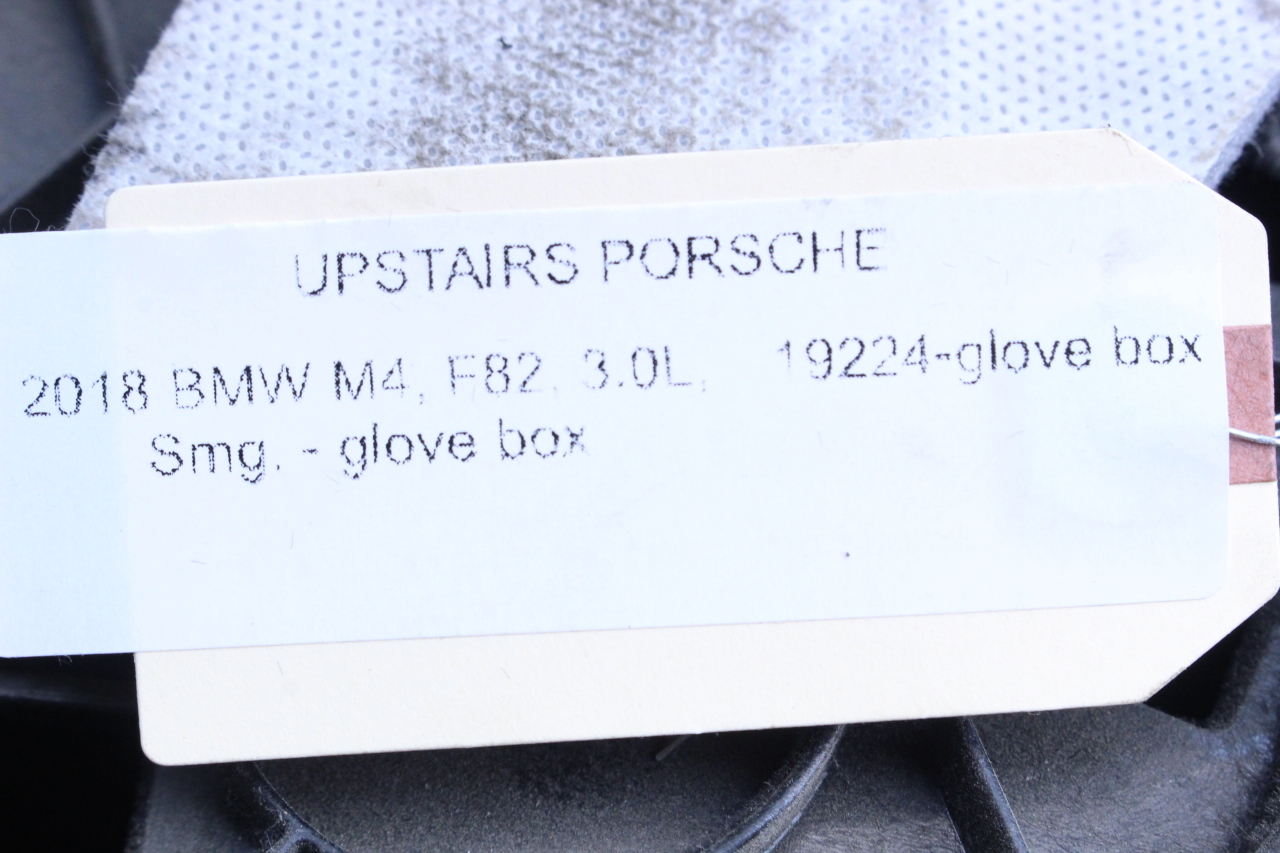 UPSTAIRS PORSCHE
2018 BMW M4, F82, 3.0L, 19224-glove box
Smg. - glove box